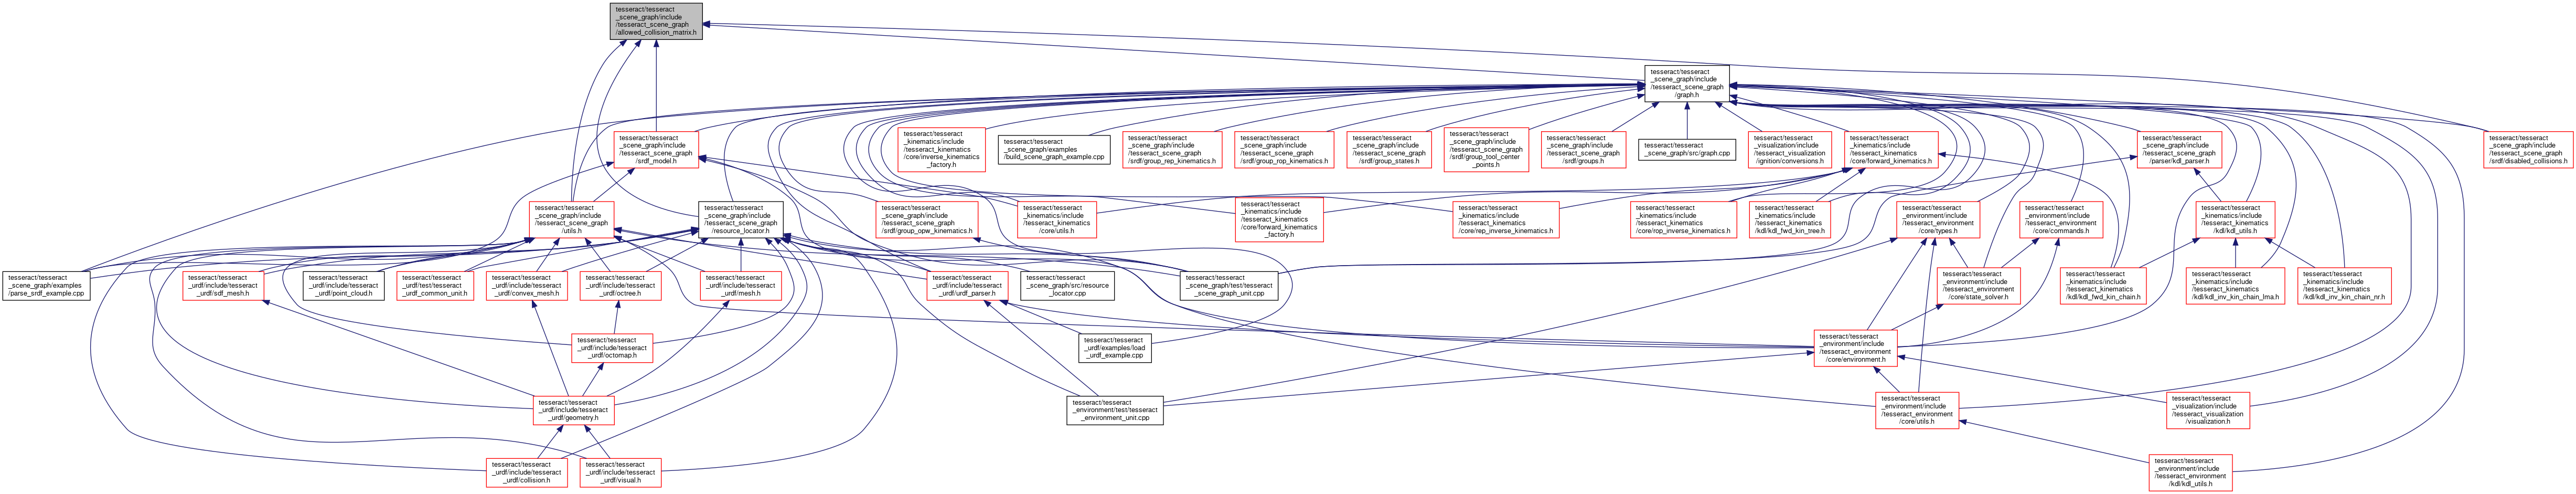 tesseract/tesseract
_scene_graph/include
/tesseract_scene_graph
/allowed_collision_matrix.h
tesseract/tesseract
_scene_graph/include
/tesseract_scene_graph
/graph.h
tesseract/tesseract
_scene_graph/include
/tesseract_scene_graph
/srdf_model.h
tesseract/tesseract
_kinematics/include
/tesseract_kinematics
/core/inverse_kinematics
_factory.h
tesseract/tesseract
_scene_graph/examples
/build_scene_graph_example.cpp
tesseract/tesseract
_scene_graph/include
/tesseract_scene_graph
/srdf/group_rep_kinematics.h
tesseract/tesseract
_scene_graph/include
/tesseract_scene_graph
/srdf/group_rop_kinematics.h
tesseract/tesseract
_scene_graph/include
/tesseract_scene_graph
/srdf/group_states.h
tesseract/tesseract
_scene_graph/include
/tesseract_scene_graph
/srdf/group_tool_center
_points.h
tesseract/tesseract
_scene_graph/include
/tesseract_scene_graph
/srdf/groups.h
tesseract/tesseract
_scene_graph/src/graph.cpp
tesseract/tesseract
_visualization/include
/tesseract_visualization
/ignition/conversions.h
tesseract/tesseract
_kinematics/include
/tesseract_kinematics
/core/forward_kinematics.h
tesseract/tesseract
_scene_graph/include
/tesseract_scene_graph
/parser/kdl_parser.h
tesseract/tesseract
_scene_graph/include
/tesseract_scene_graph
/srdf/disabled_collisions.h
tesseract/tesseract
_scene_graph/include
/tesseract_scene_graph
/utils.h
tesseract/tesseract
_scene_graph/include
/tesseract_scene_graph
/resource_locator.h
tesseract/tesseract
_scene_graph/include
/tesseract_scene_graph
/srdf/group_opw_kinematics.h
tesseract/tesseract
_kinematics/include
/tesseract_kinematics
/core/utils.h
tesseract/tesseract
_kinematics/include
/tesseract_kinematics
/core/forward_kinematics
_factory.h
tesseract/tesseract
_kinematics/include
/tesseract_kinematics
/core/rep_inverse_kinematics.h
tesseract/tesseract
_kinematics/include
/tesseract_kinematics
/core/rop_inverse_kinematics.h
tesseract/tesseract
_kinematics/include
/tesseract_kinematics
/kdl/kdl_fwd_kin_tree.h
tesseract/tesseract
_environment/include
/tesseract_environment
/core/types.h
tesseract/tesseract
_environment/include
/tesseract_environment
/core/commands.h
tesseract/tesseract
_kinematics/include
/tesseract_kinematics
/kdl/kdl_utils.h
tesseract/tesseract
_scene_graph/examples
/parse_srdf_example.cpp
tesseract/tesseract
_urdf/include/tesseract
_urdf/sdf_mesh.h
tesseract/tesseract
_urdf/include/tesseract
_urdf/point_cloud.h
tesseract/tesseract
_urdf/test/tesseract
_urdf_common_unit.h
tesseract/tesseract
_urdf/include/tesseract
_urdf/convex_mesh.h
tesseract/tesseract
_urdf/include/tesseract
_urdf/octree.h
tesseract/tesseract
_urdf/include/tesseract
_urdf/mesh.h
tesseract/tesseract
_urdf/include/tesseract
_urdf/urdf_parser.h
tesseract/tesseract
_scene_graph/src/resource
_locator.cpp
tesseract/tesseract
_scene_graph/test/tesseract
_scene_graph_unit.cpp
tesseract/tesseract
_environment/include
/tesseract_environment
/core/state_solver.h
tesseract/tesseract
_kinematics/include
/tesseract_kinematics
/kdl/kdl_fwd_kin_chain.h
tesseract/tesseract
_kinematics/include
/tesseract_kinematics
/kdl/kdl_inv_kin_chain_lma.h
tesseract/tesseract
_kinematics/include
/tesseract_kinematics
/kdl/kdl_inv_kin_chain_nr.h
tesseract/tesseract
_urdf/include/tesseract
_urdf/octomap.h
tesseract/tesseract
_urdf/examples/load
_urdf_example.cpp
tesseract/tesseract
_environment/include
/tesseract_environment
/core/environment.h
tesseract/tesseract
_urdf/include/tesseract
_urdf/geometry.h
tesseract/tesseract
_environment/test/tesseract
_environment_unit.cpp
tesseract/tesseract
_environment/include
/tesseract_environment
/core/utils.h
tesseract/tesseract
_visualization/include
/tesseract_visualization
/visualization.h
tesseract/tesseract
_urdf/include/tesseract
_urdf/collision.h
tesseract/tesseract
_urdf/include/tesseract
_urdf/visual.h
tesseract/tesseract
_environment/include
/tesseract_environment
/kdl/kdl_utils.h